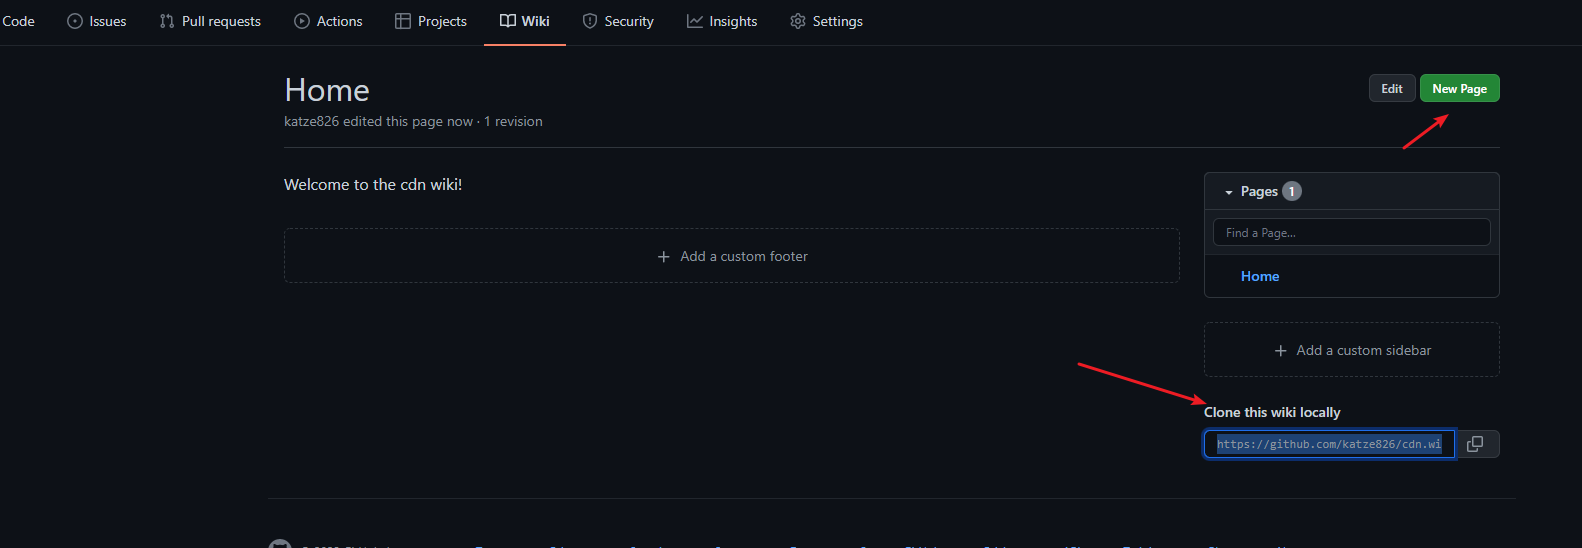 Code Issues Pull requests Actions Projects Wiki Security Insights Settings
Home
Edit New Page
katze826 edited this page now · 1 revision
Welcome to the cdn wiki!
Add a custom footer
Pages 1
Find a Page...
Home
Add a custom sidebar
Clone this wiki locally
https://github.com/katze826/cdn.wi